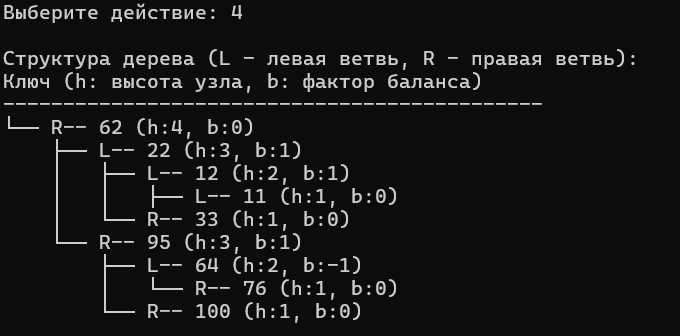 Выберите действие: 4
Структура дерева (L - левая ветвь, R - правая ветвь):
Ключ (h: высота узла, b: фактор баланса)
---------------------------------------------
└── R-- 62 (h:4, b:0)
    ├── L-- 22 (h:3, b:1)
    │   ├── L-- 12 (h:2, b:1)
    │   │   ├── L-- 11 (h:1, b:0)
    │   └── R-- 33 (h:1, b:0)
    └── R-- 95 (h:3, b:1)
        ├── L-- 64 (h:2, b:-1)
        │   └── R-- 76 (h:1, b:0)
        └── R-- 100 (h:1, b:0)